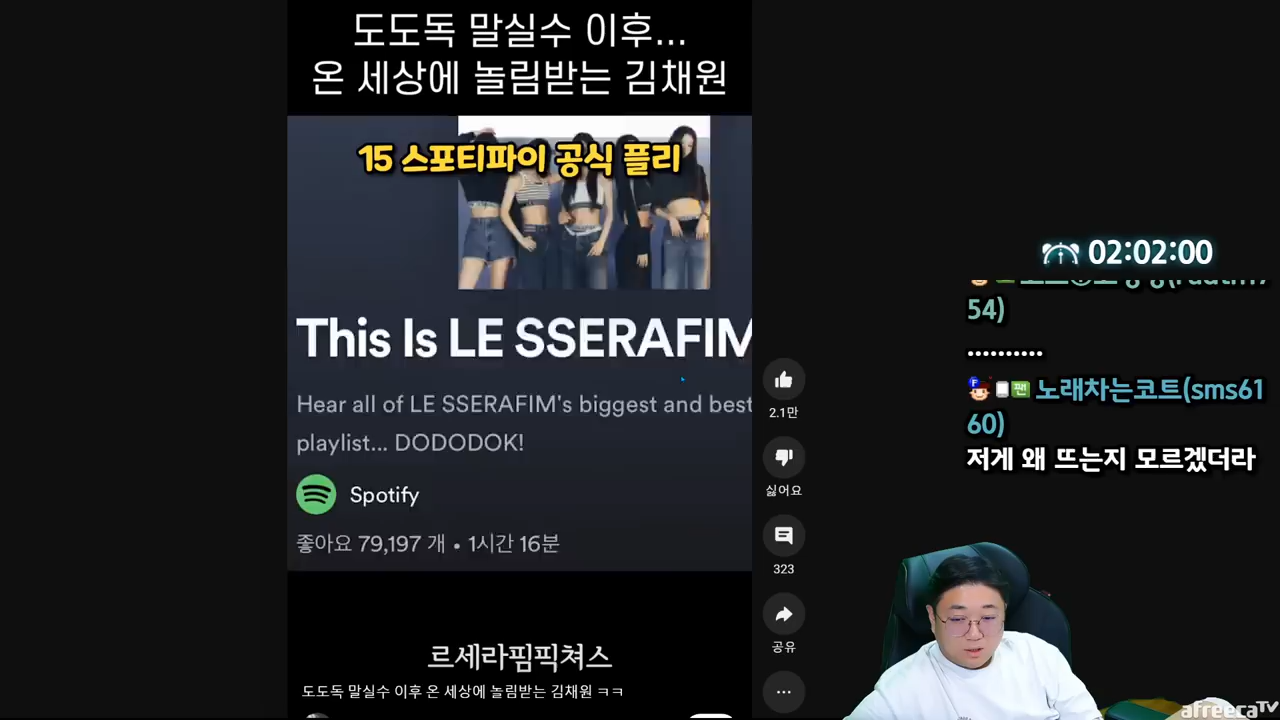 도도독 말실수 이후...
온 세상에 놀림받는 김채원
15 스포티파이 공식 플리
This Is LE SSERAFIM
Hear all of LE SSERAFIM's biggest and best
playlist... DODODOK!
Spotify
좋아요 79,197 개 • 1시간 16분
르세라핌픽쳐스
도도독 말실수 이후 온 세상에 놀림받는 김채원 ㅋㅋ
2.1만
싫어요
323
공유
02:02:00
54)
..........
F 팬 노래차는코트(sms61
60)
저게 왜 뜨는지 모르겠더라
afreecaTV